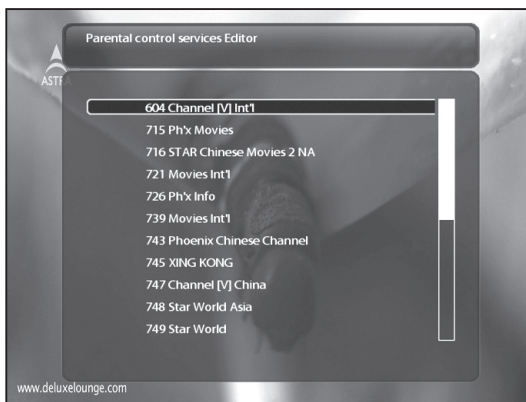 Parental control services Editor
ASTRA
604 Channel [V] Int'l
715 Ph'x Movies
716 STAR Chinese Movies 2 NA
721 Movies Int'l
726 Ph'x Info
739 Movies Int'l
743 Phoenix Chinese Channel
745 XING KONG
747 Channel [V] China
748 Star World Asia
749 Star World
www.deluxelounge.com